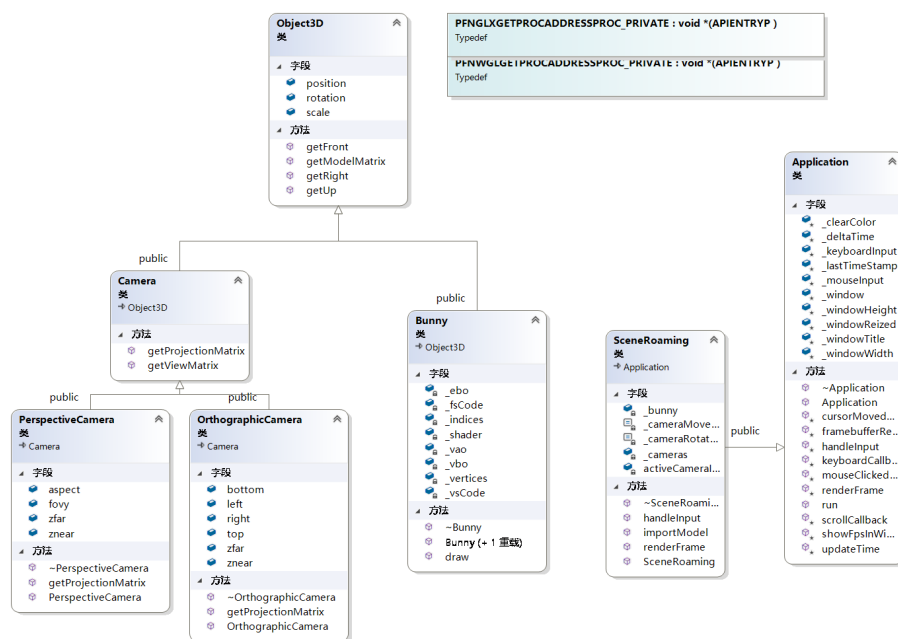 Object3D
类
字段
position
rotation
scale
方法
getFront
getModelMatrix
getRight
getUp
PFNGLXGETPROCADDRESSPROC_PRIVATE : void *(APIENTRYP )
Typedef
PFNWGLGETPROCADDRESSPROC_PRIVATE : void *(APIENTRYP )
Typedef
public
public
Camera
类
Object3D
方法
getProjectionMatrix
getViewMatrix
public
public
PerspectiveCamera
类
Camera
字段
aspect
fovy
zfar
znear
方法
~PerspectiveCamera
getProjectionMatrix
PerspectiveCamera
OrthographicCamera
类
Camera
字段
bottom
left
right
top
zfar
znear
方法
~OrthographicCamera
getProjectionMatrix
OrthographicCamera
Bunny
类
Object3D
字段
_ebo
_fsCode
_indices
_shader
_vao
_vbo
_vertices
_vsCode
方法
~Bunny
Bunny (+ 1 重载)
draw
SceneRoaming
类
Application
字段
_bunny
_cameraMove...
_cameraRotat...
_cameras
activeCameraI...
方法
~SceneRoami...
handleInput
importModel
renderFrame
SceneRoaming
public
Application
类
字段
_clearColor
_deltaTime
_keyboardInput
_lastTimeStamp
_mouseInput
_window
_windowHeight
_windowReized
_windowTitle
_windowWidth
方法
~Application
Application
cursorMoved...
framebufferRe...
handleInput
keyboardCallb...
mouseClicked...
renderFrame
run
scrollCallback
showFpsInWi...
updateTime